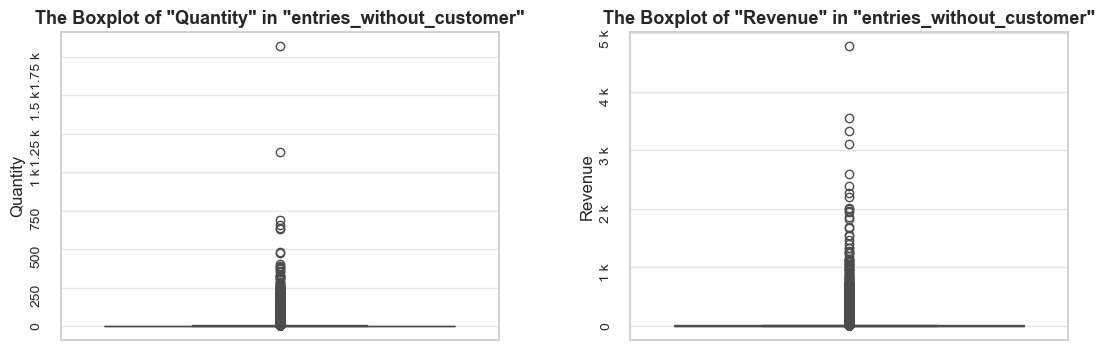 The Boxplot of "Quantity" in "entries_without_customer"
Quantity
1.75 k
1.5 k
1.25 k
1 k
750
500
250
0
The Boxplot of "Revenue" in "entries_without_customer"
Revenue
5 k
4 k
3 k
2 k
1 k
0